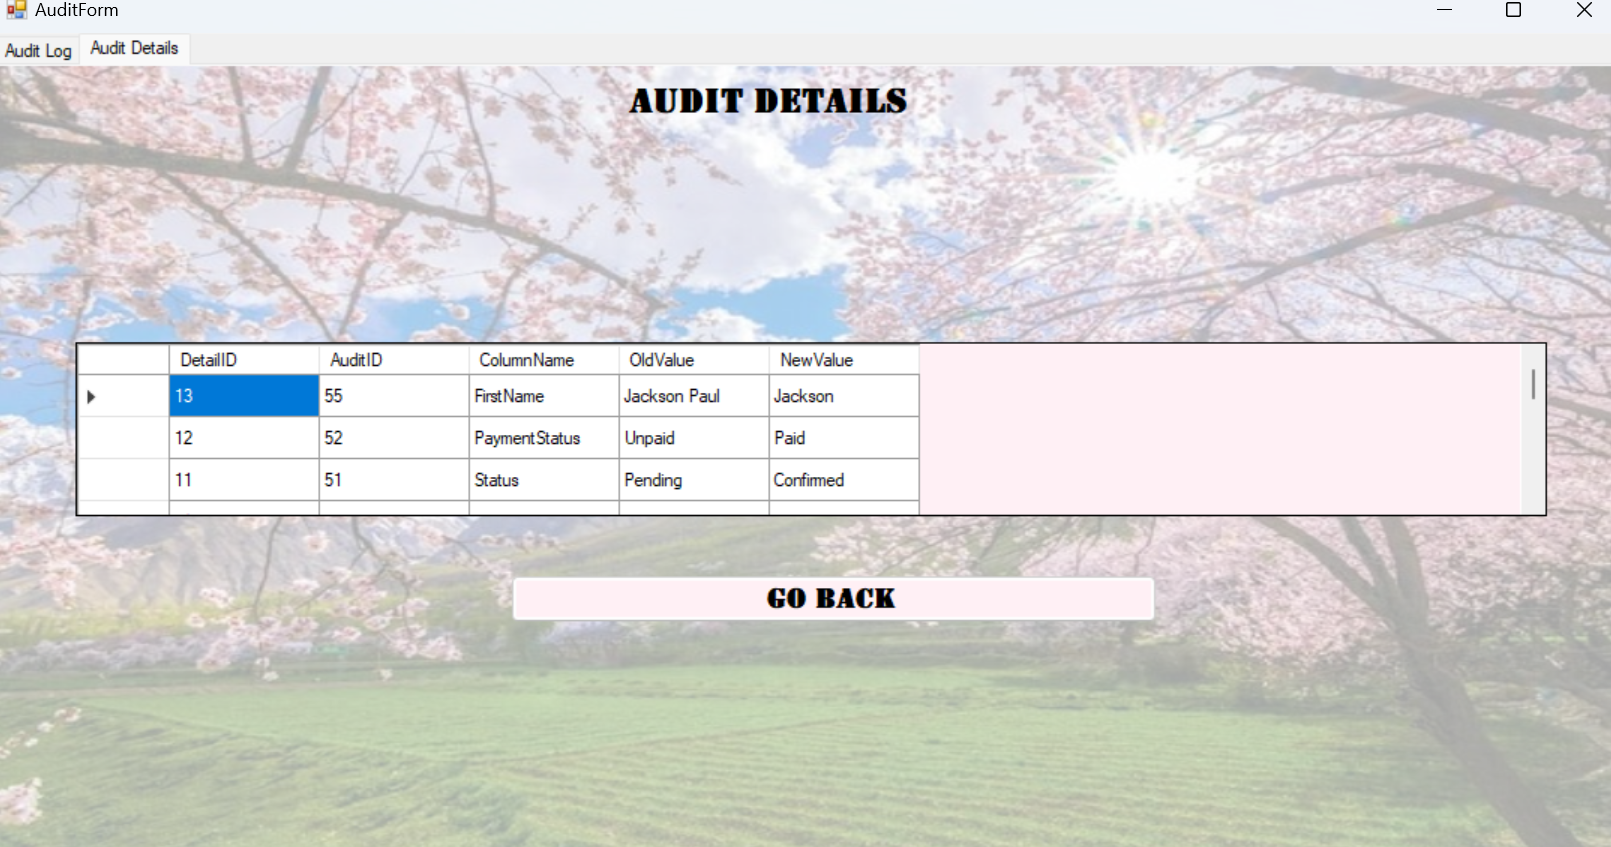 AuditForm
Audit Log Audit Details
AUDIT DETAILS
DetailID AuditID ColumnName OldValue NewValue
13 55 FirstName Jackson Paul Jackson
12 52 PaymentStatus Unpaid Paid
11 51 Status Pending Confirmed
GO BACK